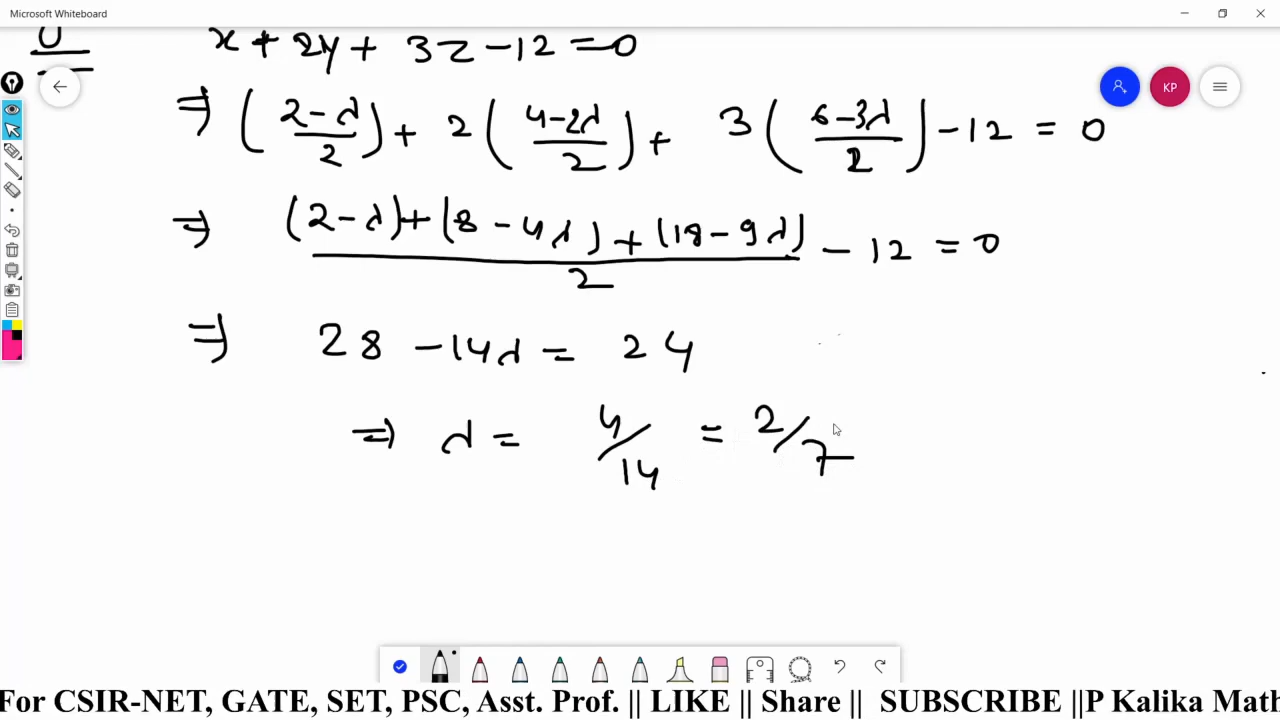 Microsoft Whiteboard
x + 2y + 3z - 12 = 0
KP
⇒ (2-λ/2) + 2(4-2λ/2) + 3(6-3λ/2) - 12 = 0
⇒ (2-λ)+(8-4λ)+(18-9λ)/2 - 12 = 0
⇒ 28 - 14λ = 24
⇒ λ = 4/14 = 2/7
For CSIR-NET, GATE, SET, PSC, Asst. Prof. || LIKE || Share || SUBSCRIBE ||P Kalika Math